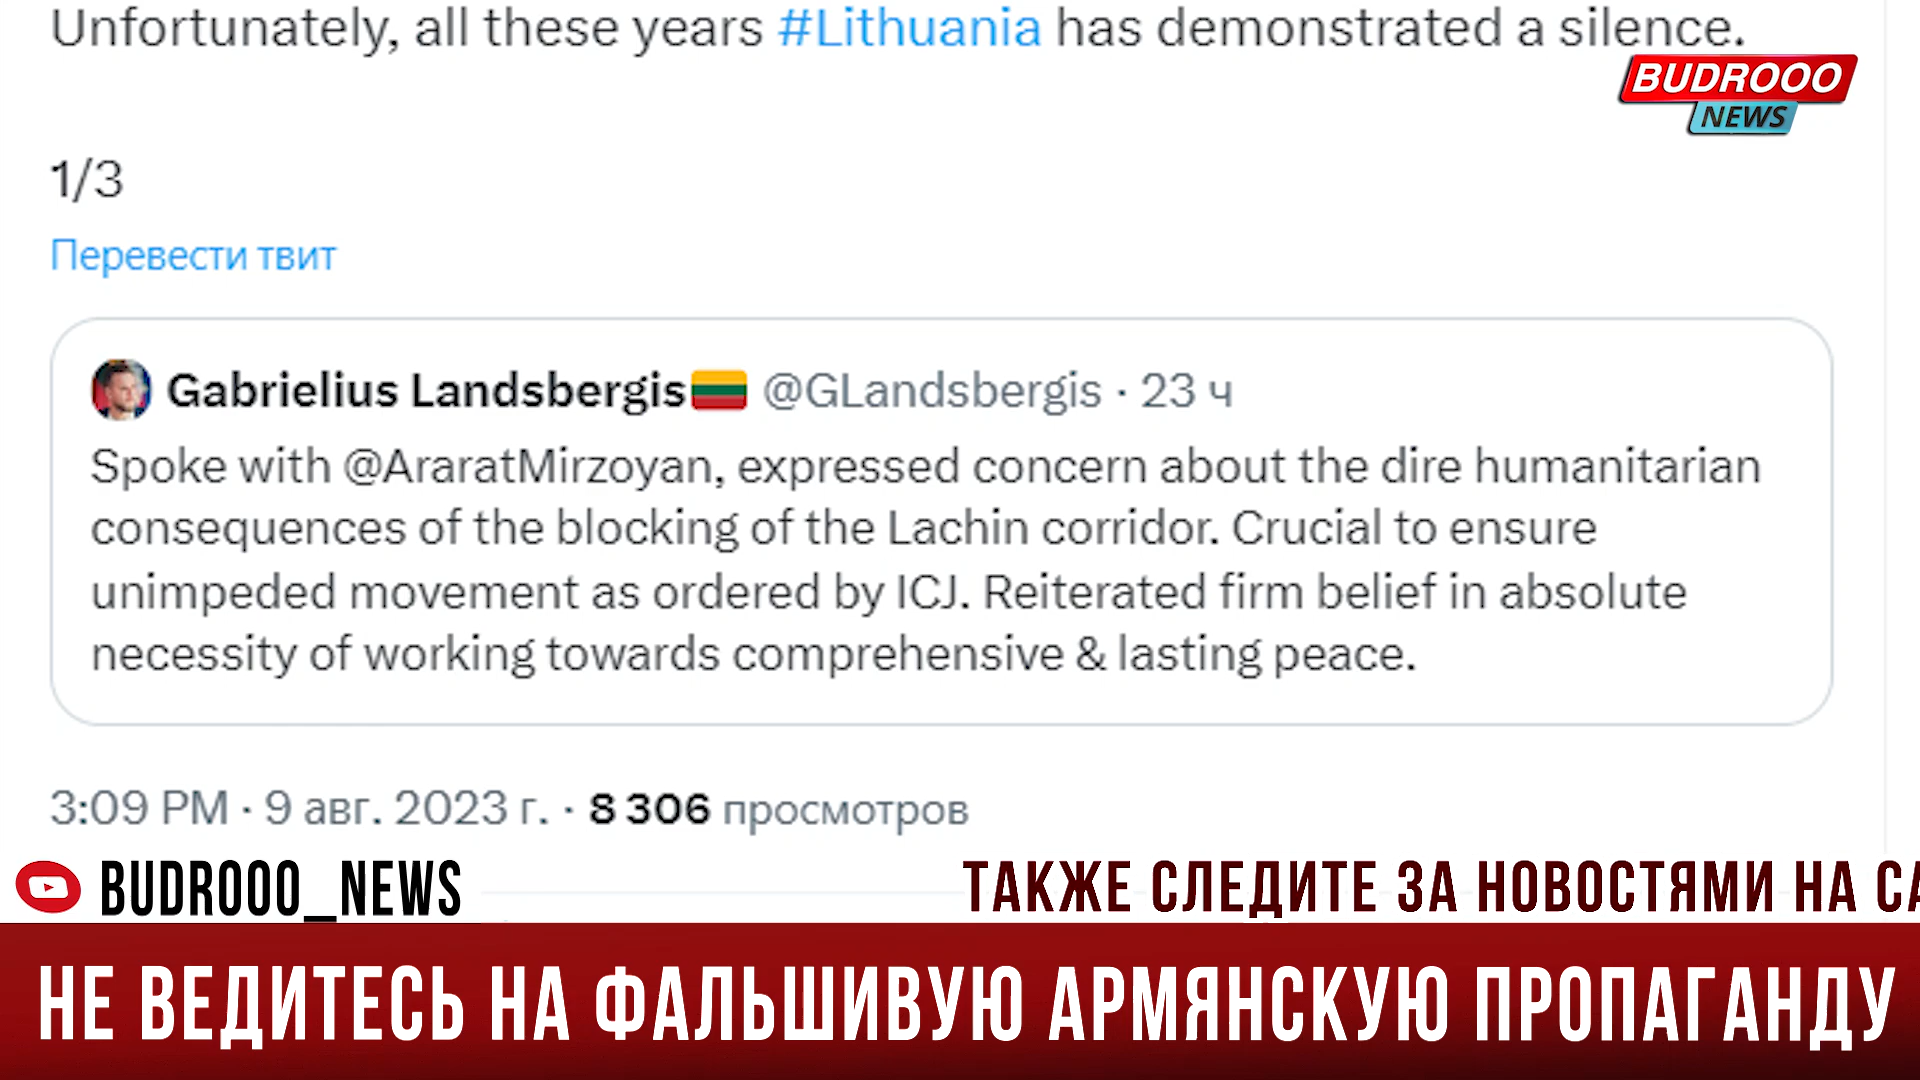 Unfortunately, all these years #Lithuania has demonstrated a silence.
BUDROOO
NEWS
1/3
Перевести твит
Gabrielius Landsbergis @GLandsbergis · 23 ч
Spoke with @AraratMirzoyan, expressed concern about the dire humanitarian
consequences of the blocking of the Lachin corridor. Crucial to ensure
unimpeded movement as ordered by ICJ. Reiterated firm belief in absolute
necessity of working towards comprehensive & lasting peace.
3:09 PM · 9 авг. 2023 г. · 8 306 просмотров
BUDROOO_NEWS
ТАКЖЕ СЛЕДИТЕ ЗА НОВОСТЯМИ НА СА
НЕ ВЕДИТЕСЬ НА ФАЛЬШИВУЮ АРМЯНСКУЮ ПРОПАГАНДУ